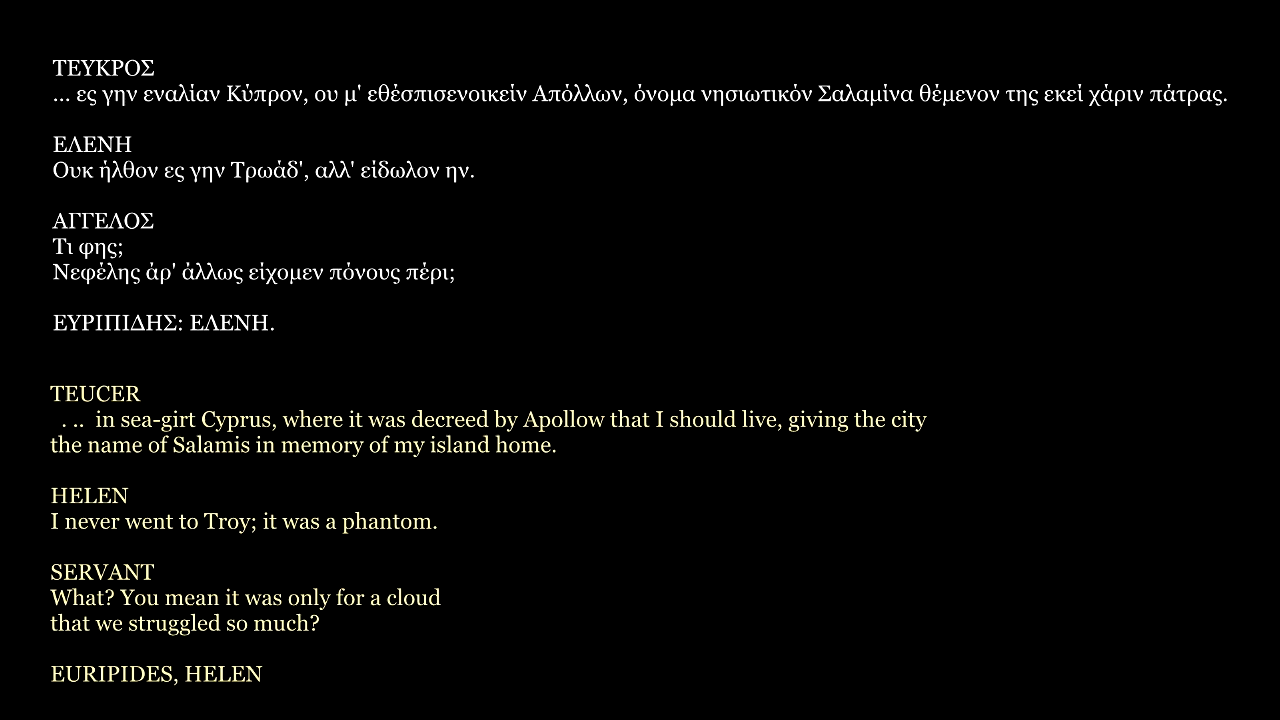 ΤΕΥΚΡΟΣ
... ες γην εναλίαν Κύπρον, ου μ' εθέσπισενοικείν Απόλλων, όνομα νησιωτικόν Σαλαμίνα θέμενον της εκεί χάριν πάτρας.
ΕΛΕΝΗ
Ουκ ήλθον ες γην Τρωάδ', αλλ' είδωλον ην.
ΑΓΓΕΛΟΣ
Τι φης;
Νεφέλης άρ' άλλως είχομεν πόνους πέρι;
ΕΥΡΙΠΙΔΗΣ: ΕΛΕΝΗ.
TEUCER
. .. in sea-girt Cyprus, where it was decreed by Apollow that I should live, giving the city
the name of Salamis in memory of my island home.
HELEN
I never went to Troy; it was a phantom.
SERVANT
What? You mean it was only for a cloud
that we struggled so much?
EURIPIDES, HELEN